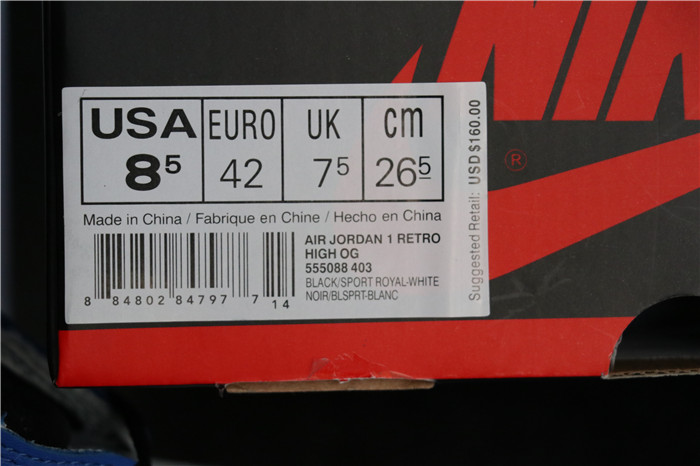 USA EURO UK cm
8⁵ 42 7⁵ 26⁵
Made in China / Fabrique en Chine / Hecho en China
AIR JORDAN 1 RETRO
HIGH OG
555088 403
BLACK/SPORT ROYAL-WHITE
NOIR/BLSPRT-BLANC
8 84802 84797 7 14
Suggested Retail: USD $160.00
NIK
®